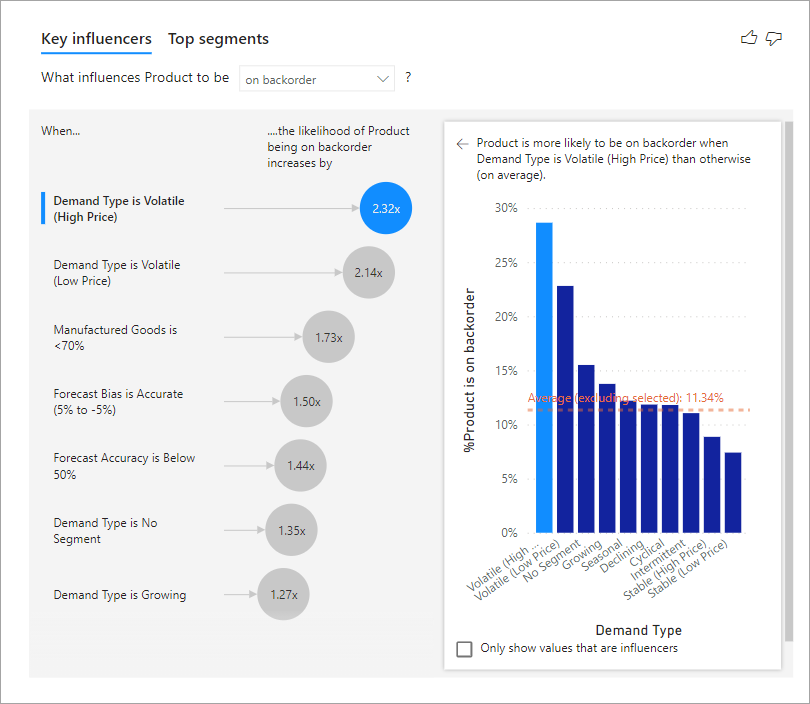 Key influencers Top segments
What influences Product to be on backorder ?
When...
....the likelihood of Product
being on backorder
increases by
Demand Type is Volatile
(High Price)
2.32x
Demand Type is Volatile
(Low Price)
2.14x
Manufactured Goods is
<70%
1.73x
Forecast Bias is Accurate
(5% to -5%)
1.50x
Forecast Accuracy is Below
50%
1.44x
Demand Type is No
Segment
1.35x
Demand Type is Growing
1.27x
Product is more likely to be on backorder when
Demand Type is Volatile (High Price) than otherwise
(on average).
%Product is on backorder
30%
25%
20%
15%
Average (excluding selected): 11.34%
10%
5%
0%
Volatile (High ...
Volatile (Low Price)
No Segment
Growing
Seasonal
Declining
Cyclical
Intermittent
Stable (High Price)
Stable (Low Price)
Demand Type
Only show values that are influencers